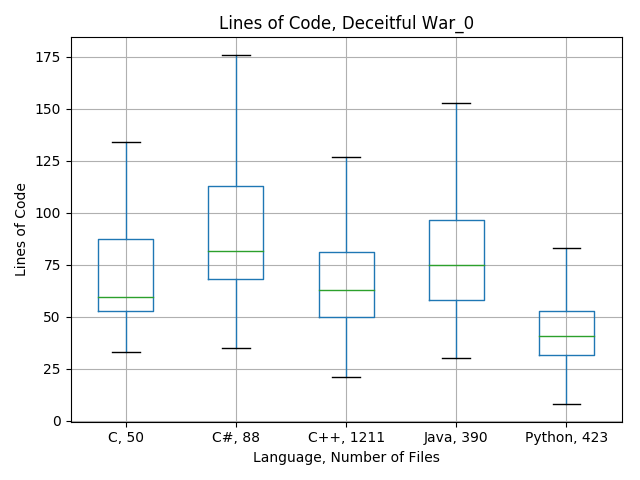 Lines of Code, Deceitful War_0
175
150
125
100
75
50
25
0
Lines of Code
C, 50 C#, 88 C++, 1211 Java, 390 Python, 423
Language, Number of Files